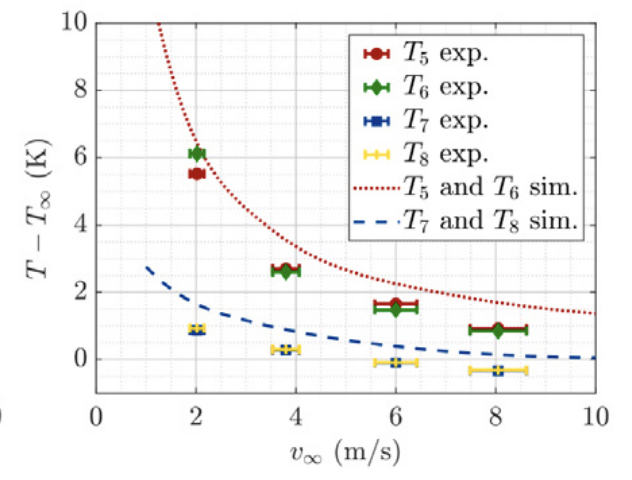 10
8
6
4
2
0
T − T∞ (K)
T5 exp.
T6 exp.
T7 exp.
T8 exp.
T5 and T6 sim.
T7 and T8 sim.
0 2 4 6 8 10
v∞ (m/s)
)